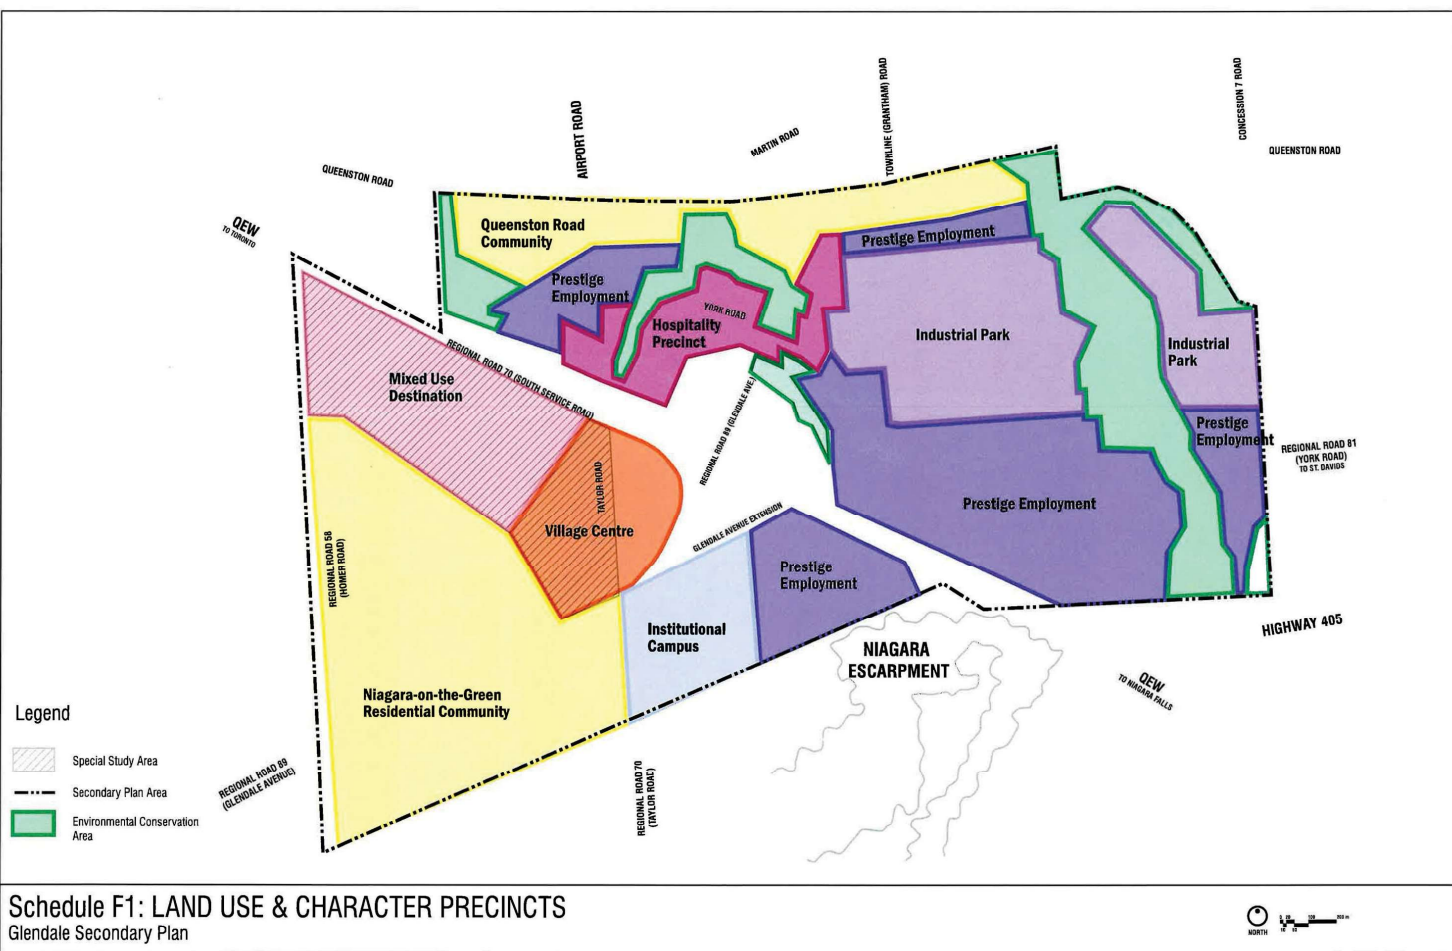 CONCESSION 7 ROAD
TOWNLINE (GRANTHAM) ROAD
AIRPORT ROAD
MARTIN ROAD
QUEENSTON ROAD
QUEENSTON ROAD
QEW
TO TORONTO
Queenston Road
Community
Prestige Employment
Prestige
Employment
YORK ROAD
Hospitality
Precinct
Industrial Park
Industrial
Park
REGIONAL ROAD 70 (SOUTH SERVICE ROAD)
Mixed Use
Destination
REGIONAL ROAD 89 (GLENDALE AVE.)
Prestige
Employment
REGIONAL ROAD 81
(YORK ROAD)
TO ST. DAVIDS
TAYLOR ROAD
Village Centre
Prestige Employment
GLENDALE AVENUE EXTENSION
REGIONAL ROAD 58
(HOMER ROAD)
Prestige
Employment
Institutional
Campus
HIGHWAY 405
NIAGARA
ESCARPMENT
QEW
TO NIAGARA FALLS
Niagara-on-the-Green
Residential Community
REGIONAL ROAD 89
(GLENDALE AVENUE)
REGIONAL ROAD 70
(TAYLOR ROAD)
Legend
Special Study Area
Secondary Plan Area
Environmental Conservation
Area
Schedule F1: LAND USE & CHARACTER PRECINCTS
Glendale Secondary Plan
NORTH